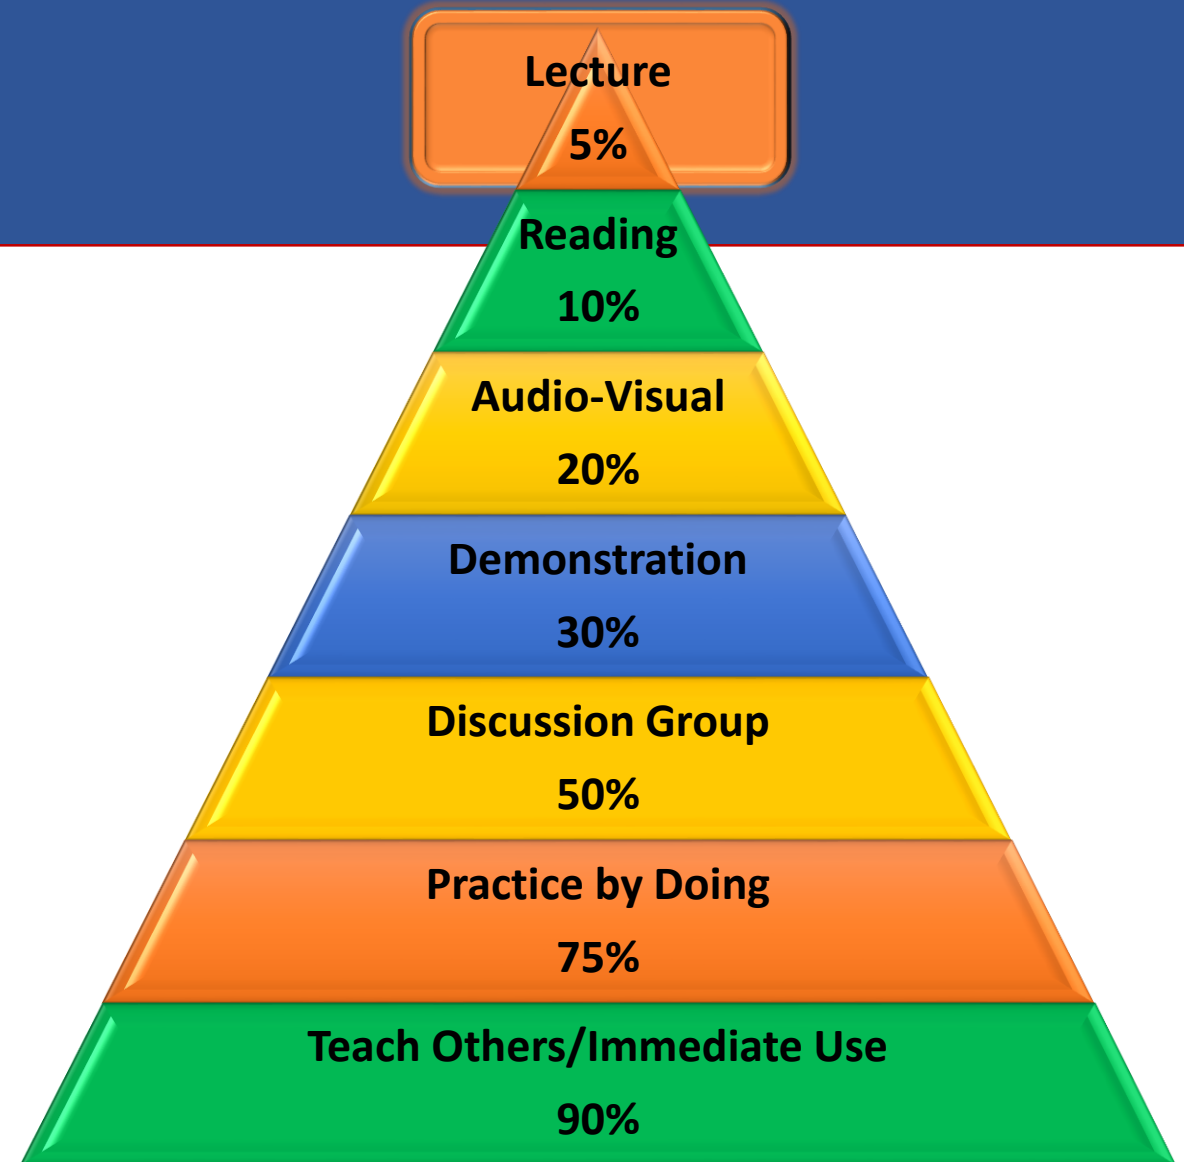 Lecture
5%
Reading
10%
Audio-Visual
20%
Demonstration
30%
Discussion Group
50%
Practice by Doing
75%
Teach Others/Immediate Use
90%